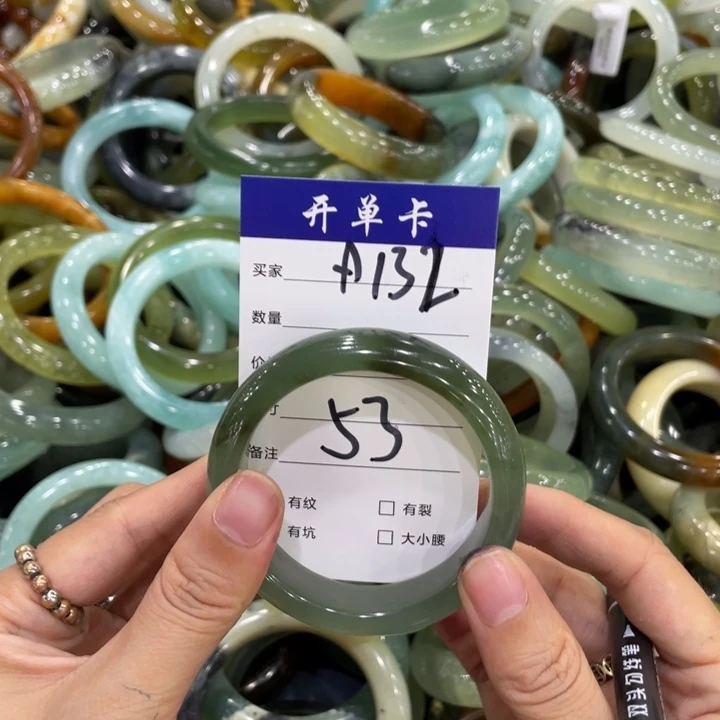 开单卡
买家 A132
数量
价
寸
53
备注
有纹 □ 有裂
有坑 □ 大小腰